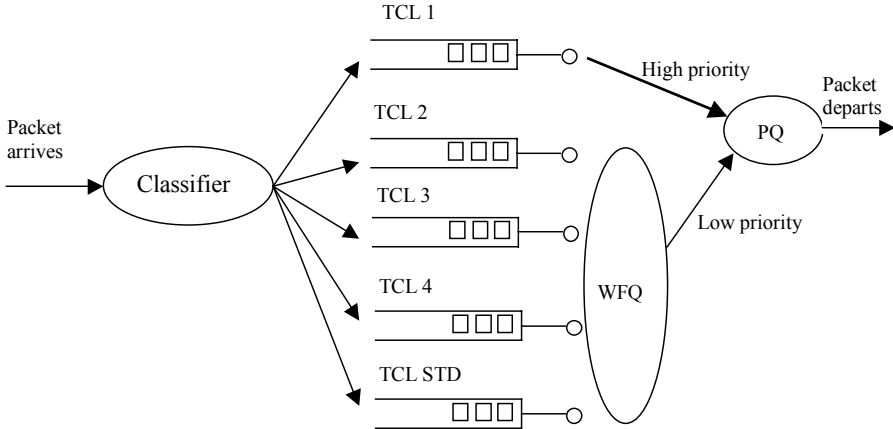 TCL 1
High priority
Packet
departs
Packet
arrives
TCL 2
PQ
Classifier
TCL 3
Low priority
TCL 4
WFQ
TCL STD